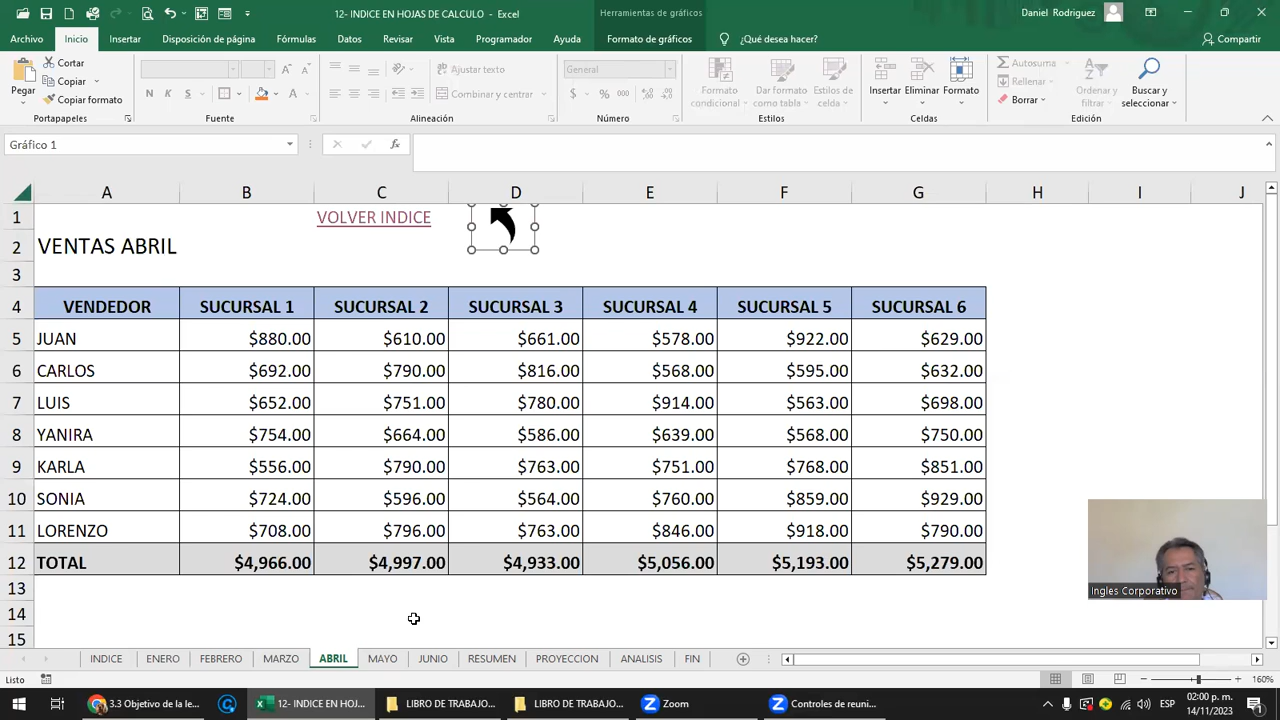 12- INDICE EN HOJAS DE CALCULO - Excel
Herramientas de gráficos
Daniel Rodriguez
Archivo Inicio Insertar Disposición de página Fórmulas Datos Revisar Vista Programador Ayuda Formato de gráficos ¿Qué desea hacer? Compartir
Pegar Cortar
Copiar
Copiar formato
Portapapeles
N K S
Fuente
Ajustar texto
Combinar y centrar
Alineación
General
$ % 000
Número
Formato condicional
Dar formato como tabla
Estilos de celda
Estilos
Insertar Eliminar Formato
Celdas
Autosuma
Rellenar
Borrar
Ordenar y filtrar
Buscar y seleccionar
Edición
Gráfico 1
fx
A B C D E F G H I J
1 VOLVER INDICE
2 VENTAS ABRIL
3
4 VENDEDOR SUCURSAL 1 SUCURSAL 2 SUCURSAL 3 SUCURSAL 4 SUCURSAL 5 SUCURSAL 6
5 JUAN $880.00 $610.00 $661.00 $578.00 $922.00 $629.00
6 CARLOS $692.00 $790.00 $816.00 $568.00 $595.00 $632.00
7 LUIS $652.00 $751.00 $780.00 $914.00 $563.00 $698.00
8 YANIRA $754.00 $664.00 $586.00 $639.00 $568.00 $750.00
9 KARLA $556.00 $790.00 $763.00 $751.00 $768.00 $851.00
10 SONIA $724.00 $596.00 $564.00 $760.00 $859.00 $929.00
11 LORENZO $708.00 $796.00 $763.00 $846.00 $918.00 $790.00
12 TOTAL $4,966.00 $4,997.00 $4,933.00 $5,056.00 $5,193.00 $5,279.00
13
14
15
Ingles Corporativo
INDICE ENERO FEBRERO MARZO ABRIL MAYO JUNIO RESUMEN PROYECCION ANALISIS FIN
Listo
160%
3.3 Objetivo de la le... 12- INDICE EN HOJ... LIBRO DE TRABAJO... LIBRO DE TRABAJO... Zoom Controles de reuni... ESP
02:00 p. m.
14/11/2023